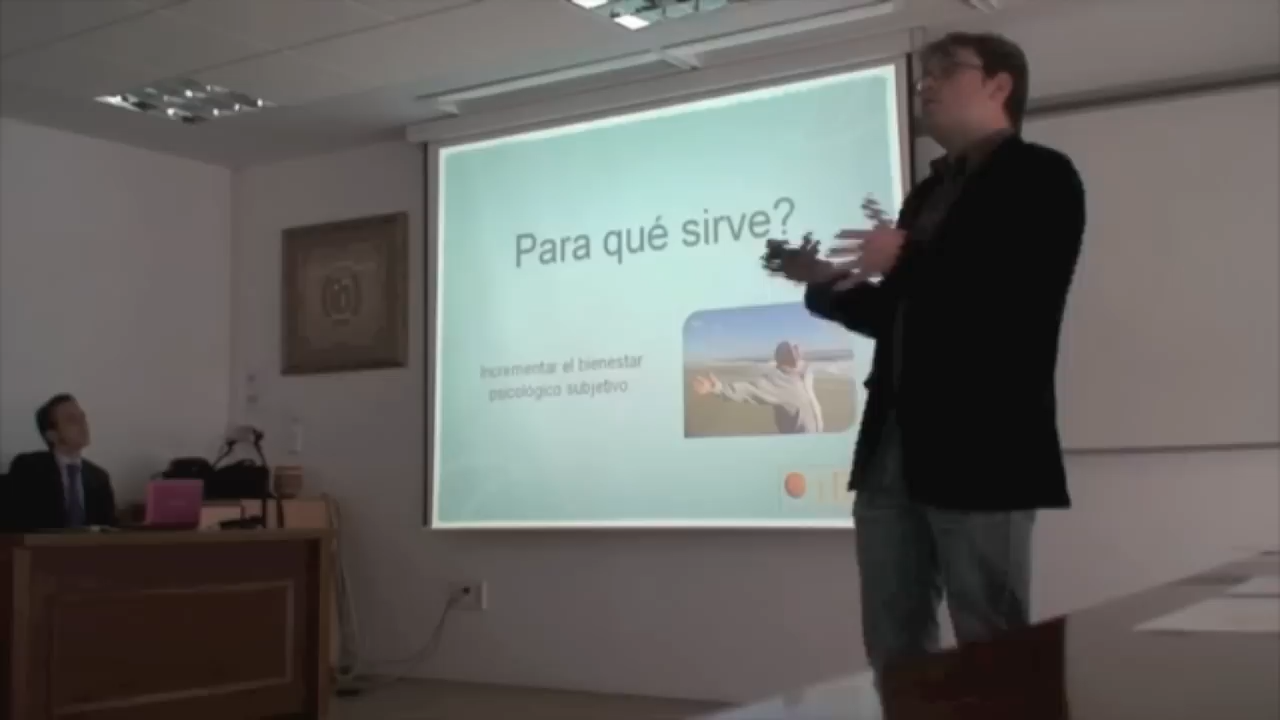 Para qué sirve?
Incrementar el bienestar
psicológico subjetivo